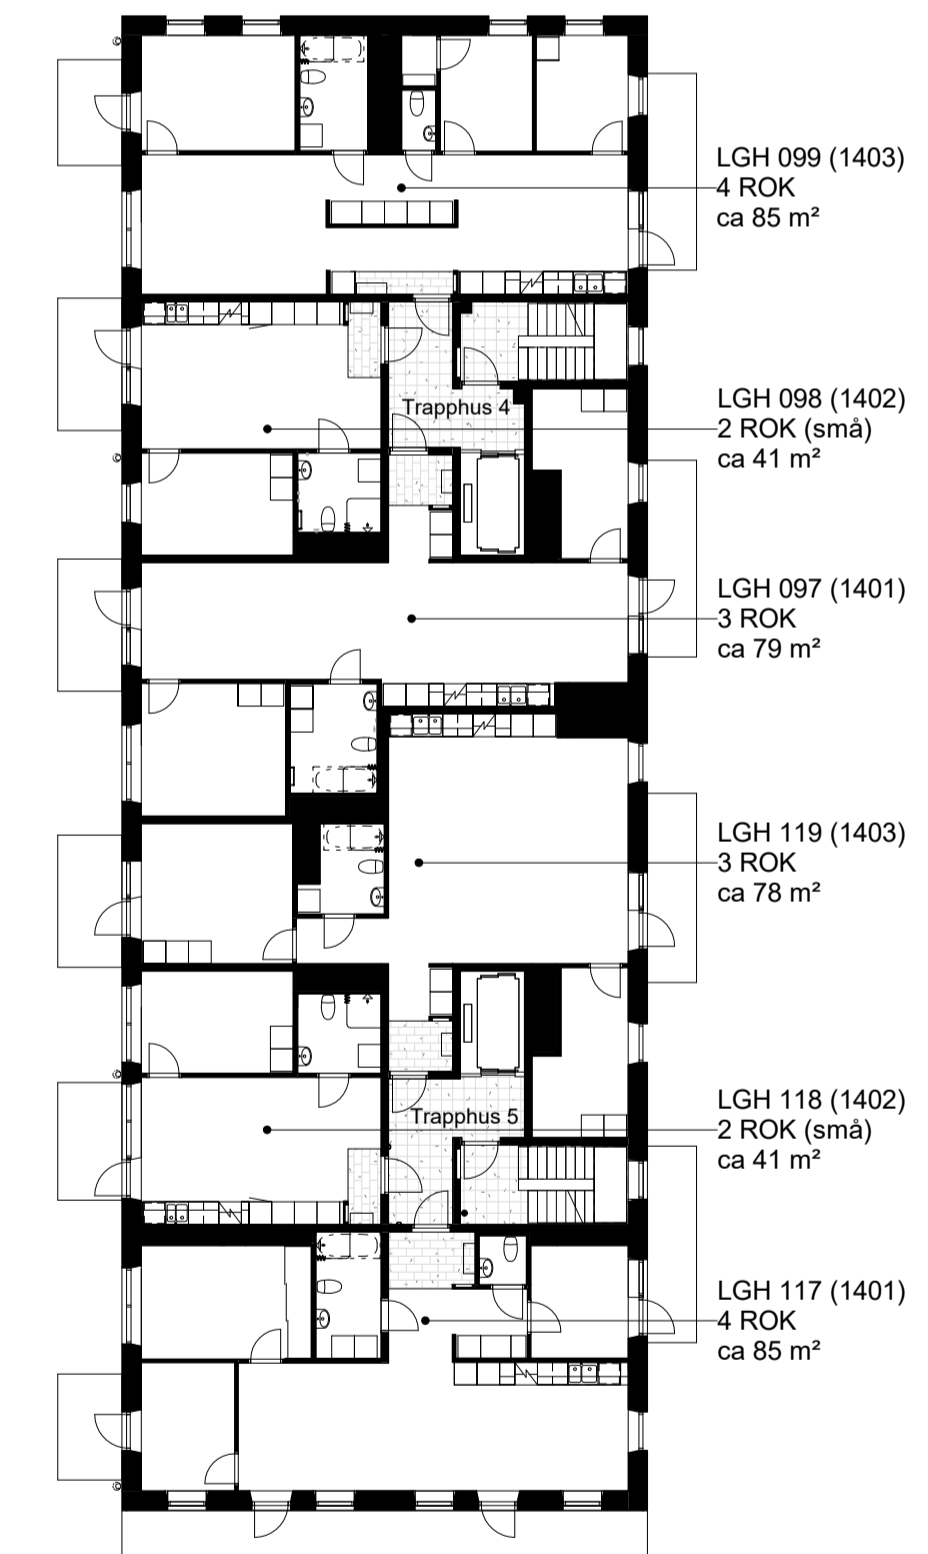 LGH 099 (1403)
4 ROK
ca 85 m²
LGH 098 (1402)
2 ROK (små)
ca 41 m²
Trapphus 4
LGH 097 (1401)
3 ROK
ca 79 m²
LGH 119 (1403)
3 ROK
ca 78 m²
LGH 118 (1402)
2 ROK (små)
ca 41 m²
Trapphus 5
LGH 117 (1401)
4 ROK
ca 85 m²